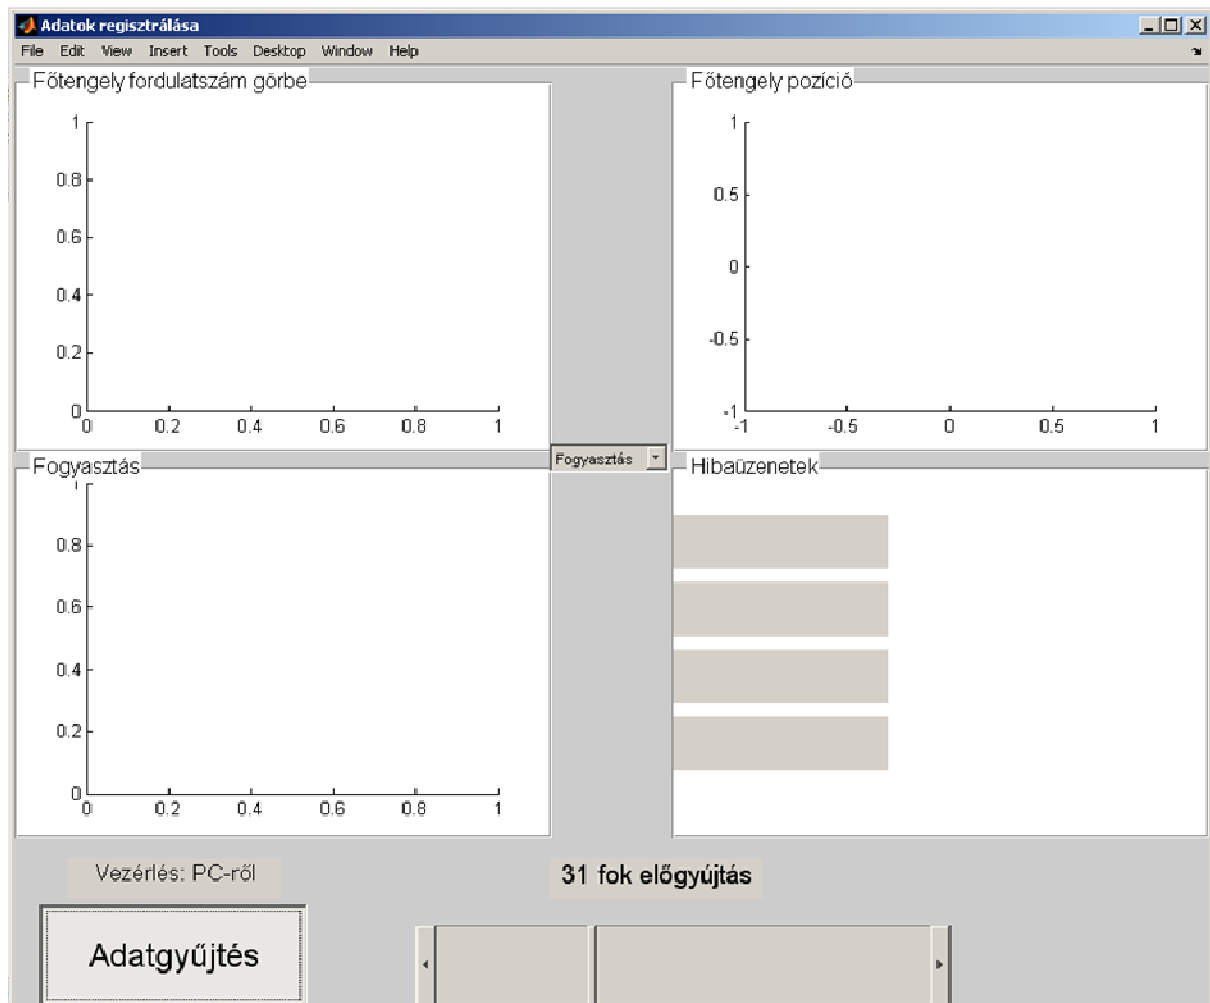 Adatok regisztrálása
File Edit View Insert Tools Desktop Window Help
Főtengely fordulatszám görbe
1
0.8
0.6
0.4
0.2
0
0 0.2 0.4 0.6 0.8 1
Főtengely pozíció
1
0.5
0
-0.5
-1
-1 -0.5 0 0.5 1
Fogyasztás
Fogyasztás
1
0.8
0.6
0.4
0.2
0
0 0.2 0.4 0.6 0.8 1
Hibaüzenetek
Vezérlés: PC-ről
31 fok előgyújtás
Adatgyűjtés